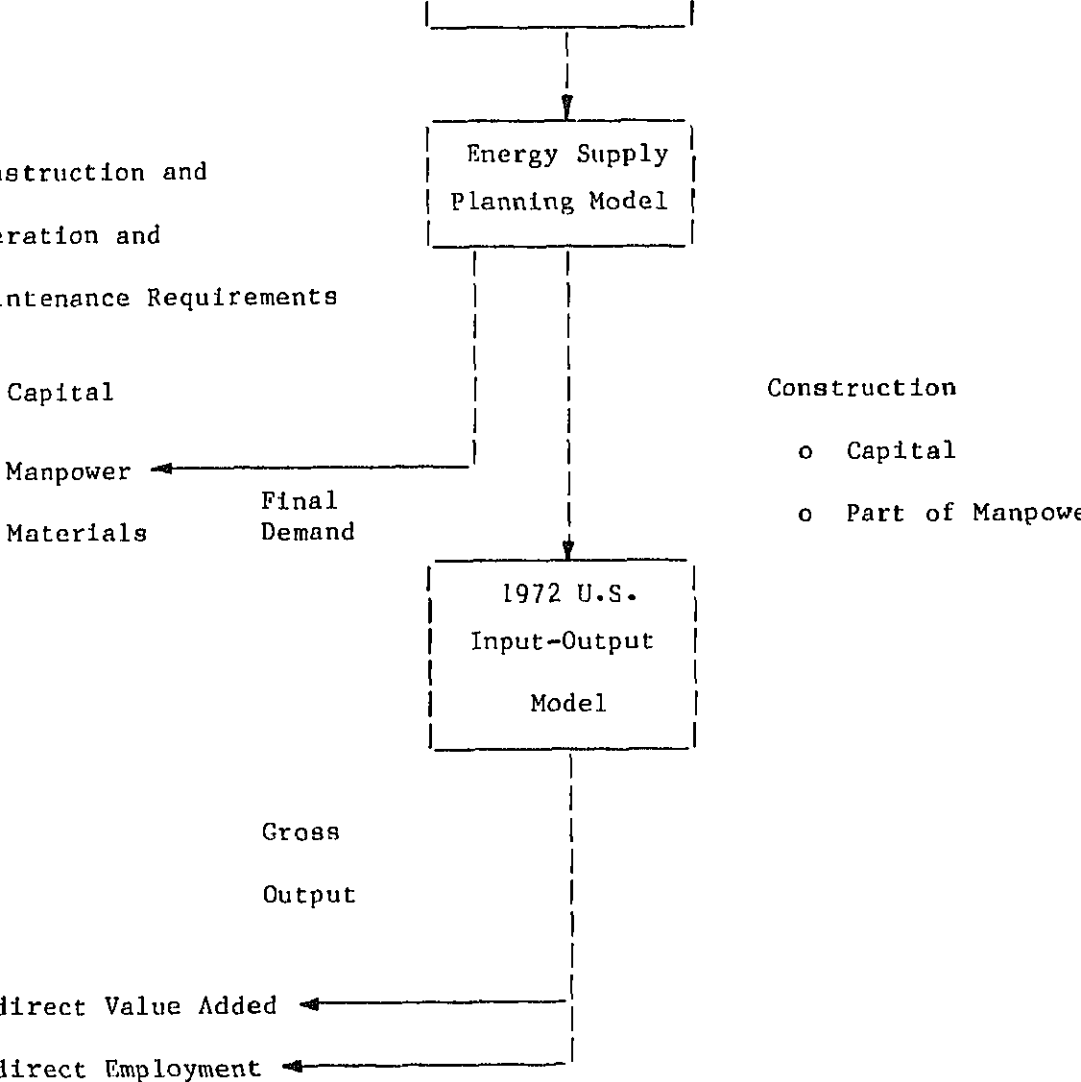 Energy Supply
Planning Model
nstruction and
eration and
intenance Requirements
Capital
Manpower
Materials
Final
Demand
Construction
o Capital
o Part of Manpowe
1972 U.S.
Input-Output
Model
Gross
Output
direct Value Added
direct Employment